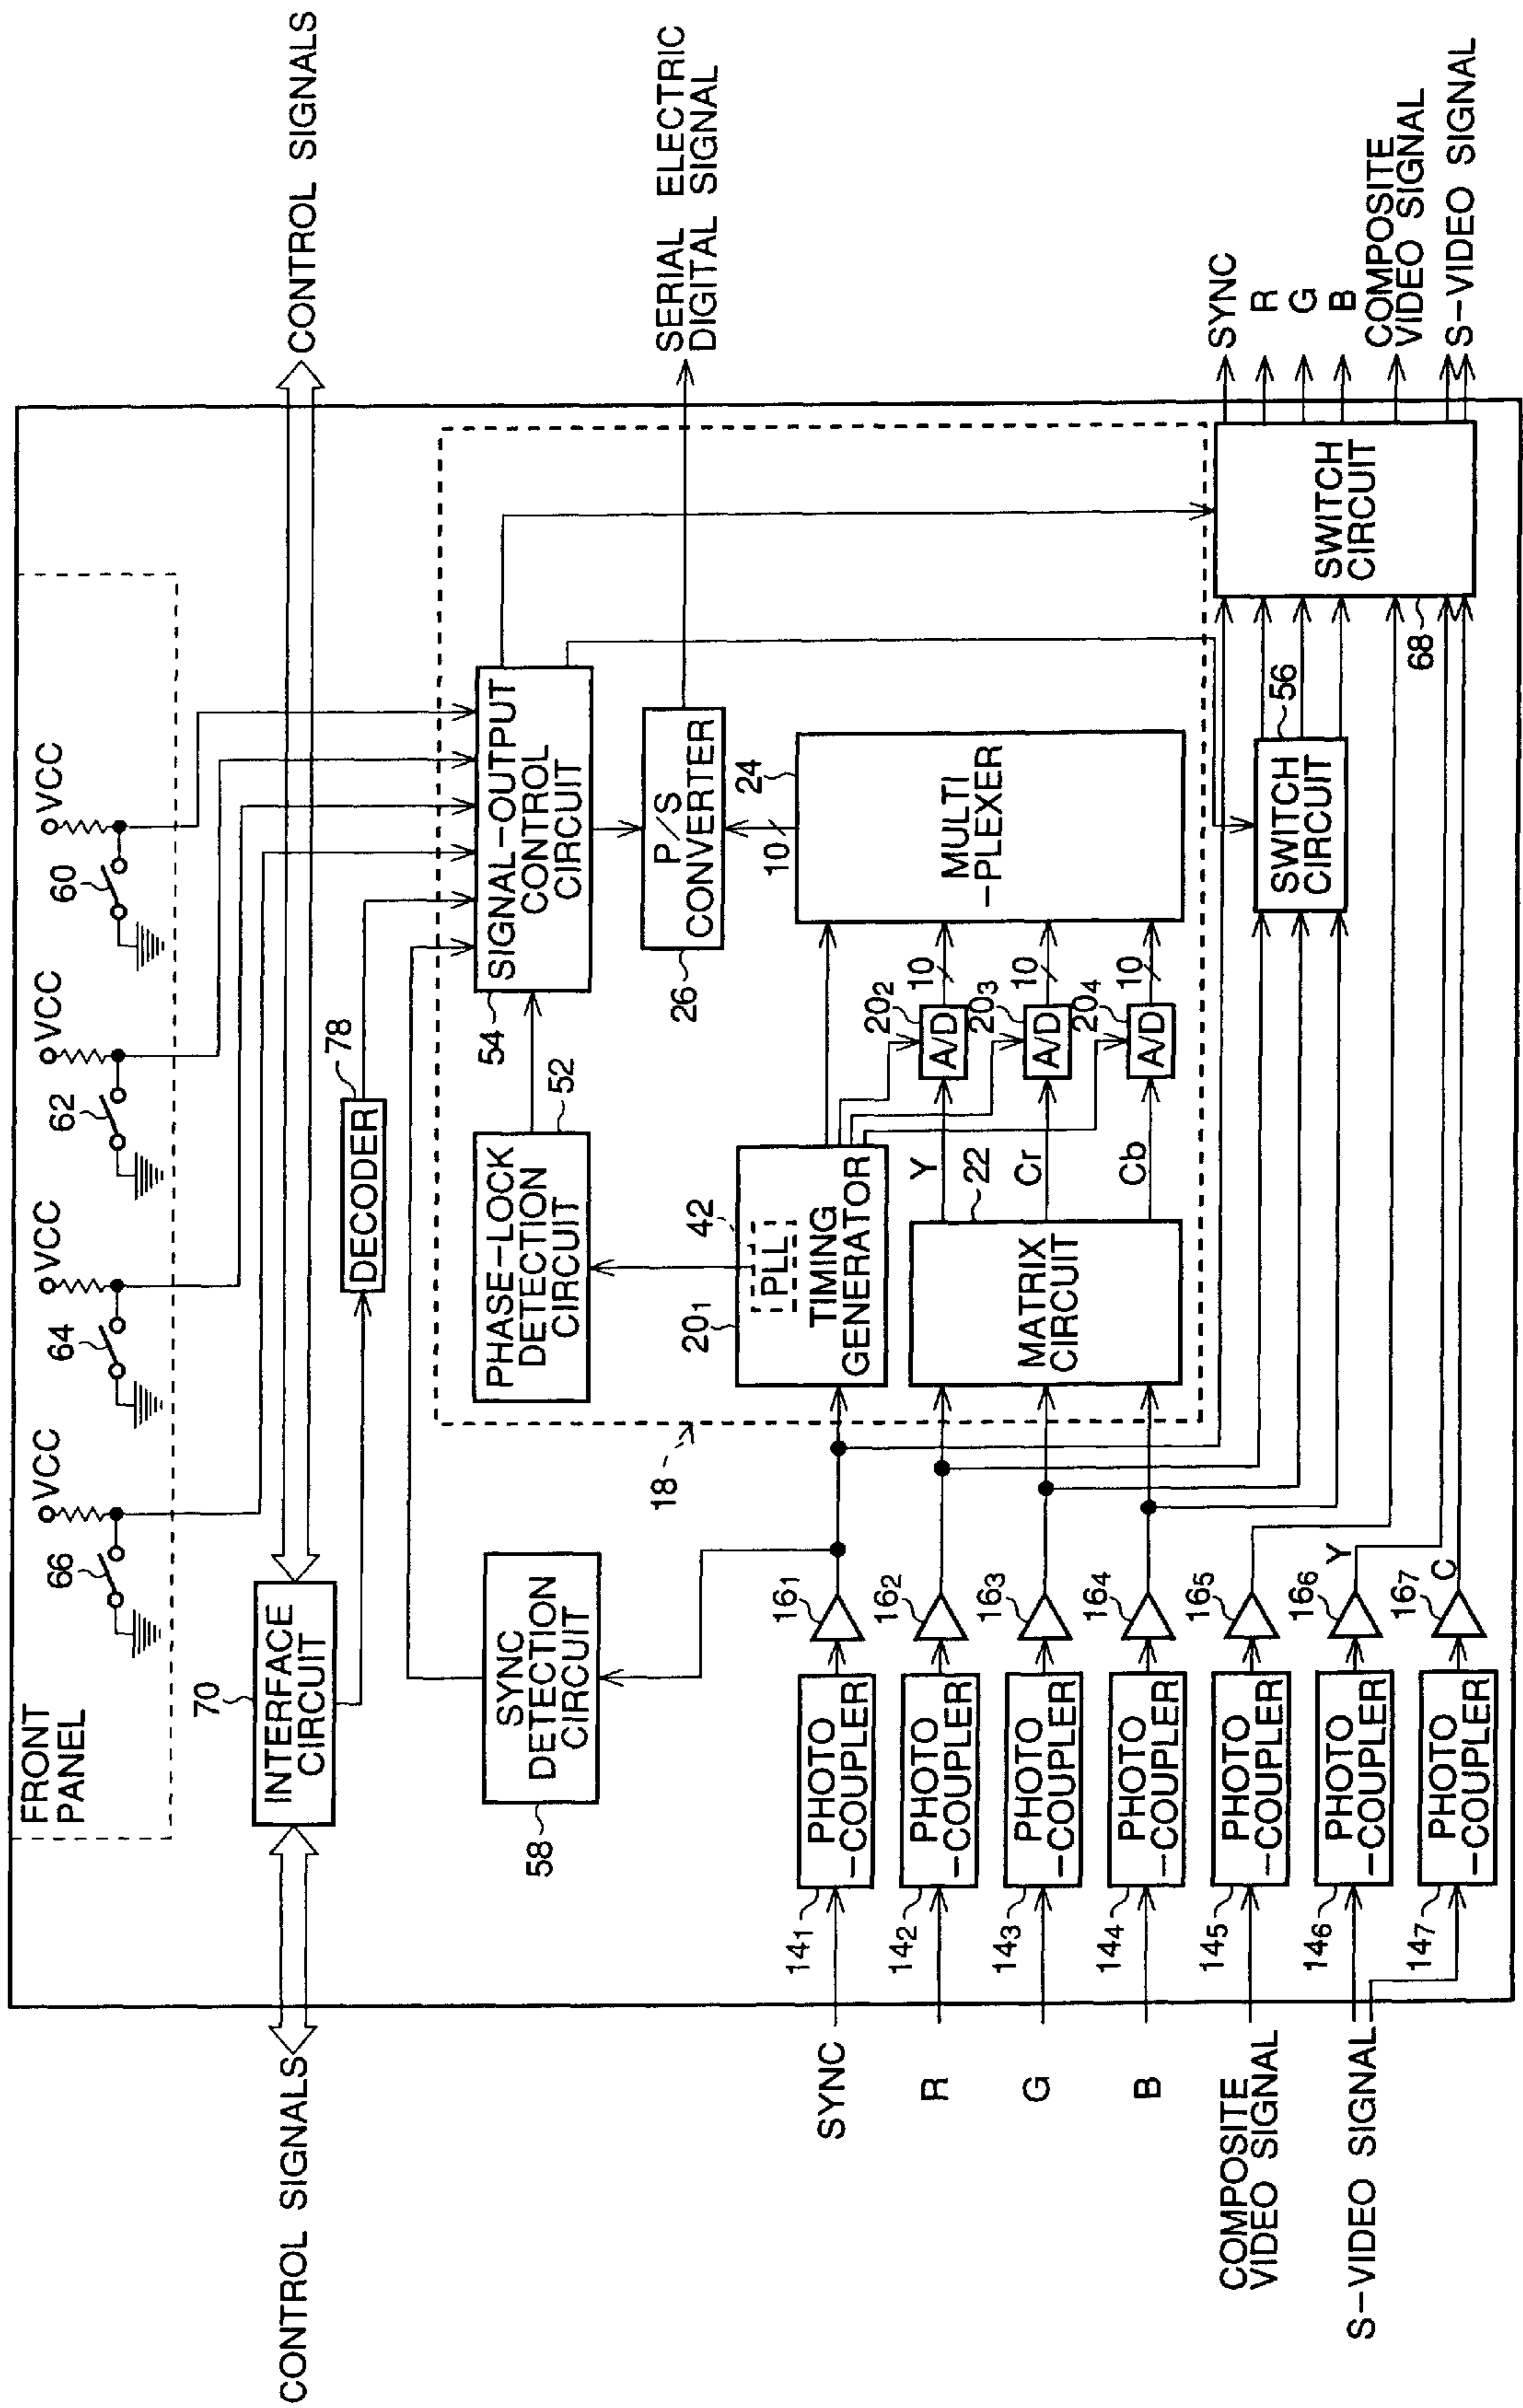 FRONT
PANEL
66
VCC
64
VCC
62
VCC
60
VCC
CONTROL SIGNALS
70
INTERFACE
CIRCUIT
CONTROL SIGNALS
DECODER
78
58
SYNC
DETECTION
CIRCUIT
PHASE-LOCK
DETECTION
CIRCUIT
52
54
SIGNAL-OUTPUT
CONTROL
CIRCUIT
26
P/S
CONVERTER
SERIAL ELECTRIC
DIGITAL SIGNAL
18
201
42
PLL
TIMING
GENERATOR
10
24
MULTI
-PLEXER
MATRIX
CIRCUIT
22
Y
Cr
Cb
202
A/D
10
203
A/D
10
204
A/D
10
SYNC
141
PHOTO
-COUPLER
161
R
142
PHOTO
-COUPLER
162
G
143
PHOTO
-COUPLER
163
B
144
PHOTO
-COUPLER
164
COMPOSITE
VIDEO SIGNAL
145
PHOTO
-COUPLER
165
S-VIDEO SIGNAL
146
PHOTO
-COUPLER
166
Y
147
PHOTO
-COUPLER
167
C
SWITCH
CIRCUIT
56
68
SWITCH
CIRCUIT
SYNC
R
G
B
COMPOSITE
VIDEO SIGNAL
S-VIDEO SIGNAL